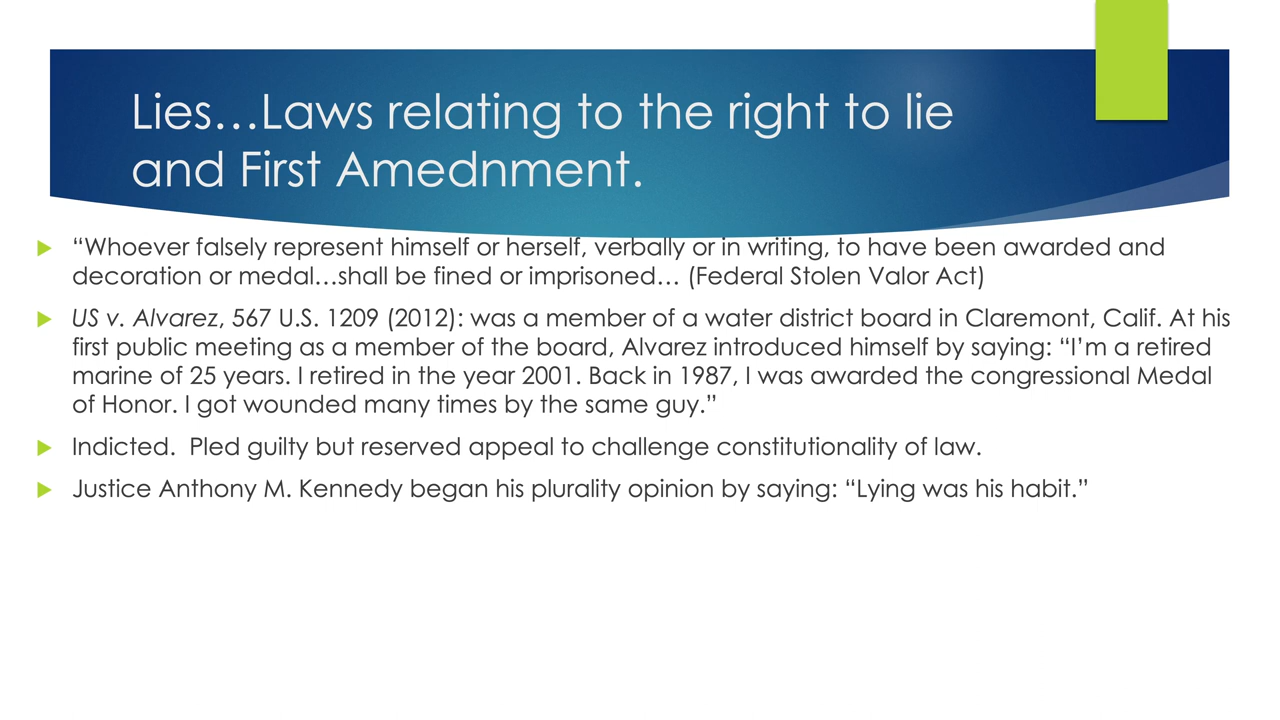 Lies…Laws relating to the right to lie
and First Amednment.
“Whoever falsely represent himself or herself, verbally or in writing, to have been awarded and
decoration or medal…shall be fined or imprisoned… (Federal Stolen Valor Act)
US v. Alvarez, 567 U.S. 1209 (2012): was a member of a water district board in Claremont, Calif. At his
first public meeting as a member of the board, Alvarez introduced himself by saying: “I’m a retired
marine of 25 years. I retired in the year 2001. Back in 1987, I was awarded the congressional Medal
of Honor. I got wounded many times by the same guy.”
Indicted.  Pled guilty but reserved appeal to challenge constitutionality of law.
Justice Anthony M. Kennedy began his plurality opinion by saying: “Lying was his habit.”